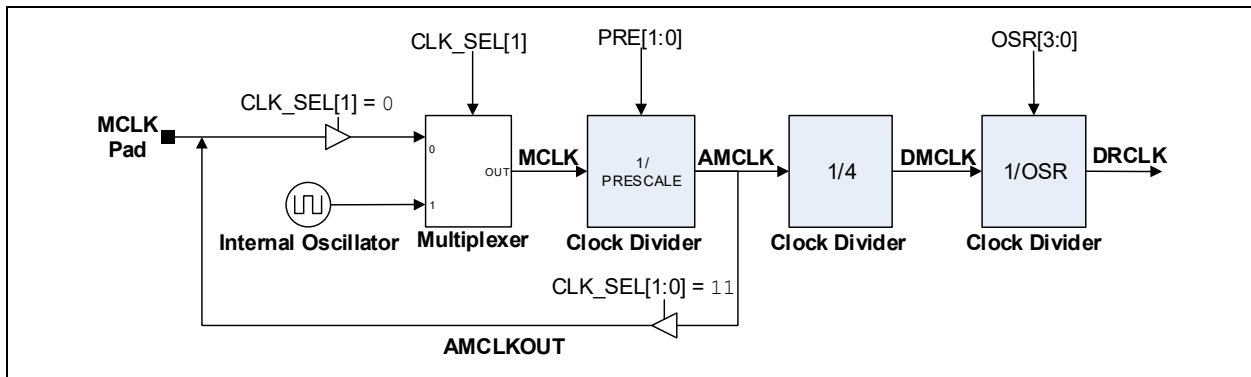 CLK_SEL[1]
PRE[1:0]
OSR[3:0]
CLK_SEL[1] = 0
MCLK
Pad
0
1
OUT
MCLK
1/
PRESCALE
AMCLK
1/4
DMCLK
1/OSR
DRCLK
Internal Oscillator
Multiplexer
Clock Divider
Clock Divider
Clock Divider
CLK_SEL[1:0] = 11
AMCLKOUT